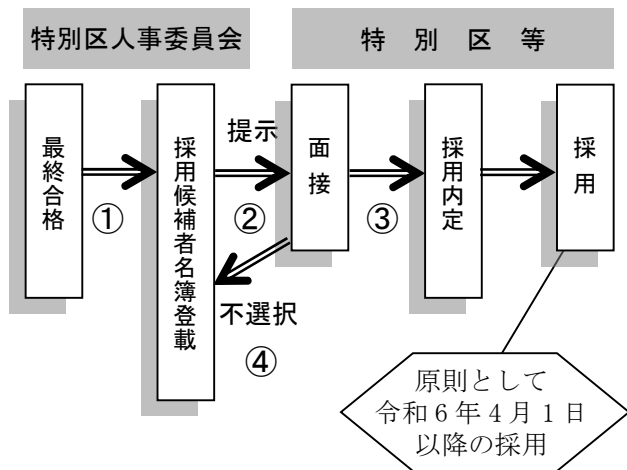 特別区人事委員会
特別区等
最終合格
①
採用候補者名簿登載
提示
②
面接
③
採用内定
採用
不選択
④
原則として
令和6年4月1日
以降の採用